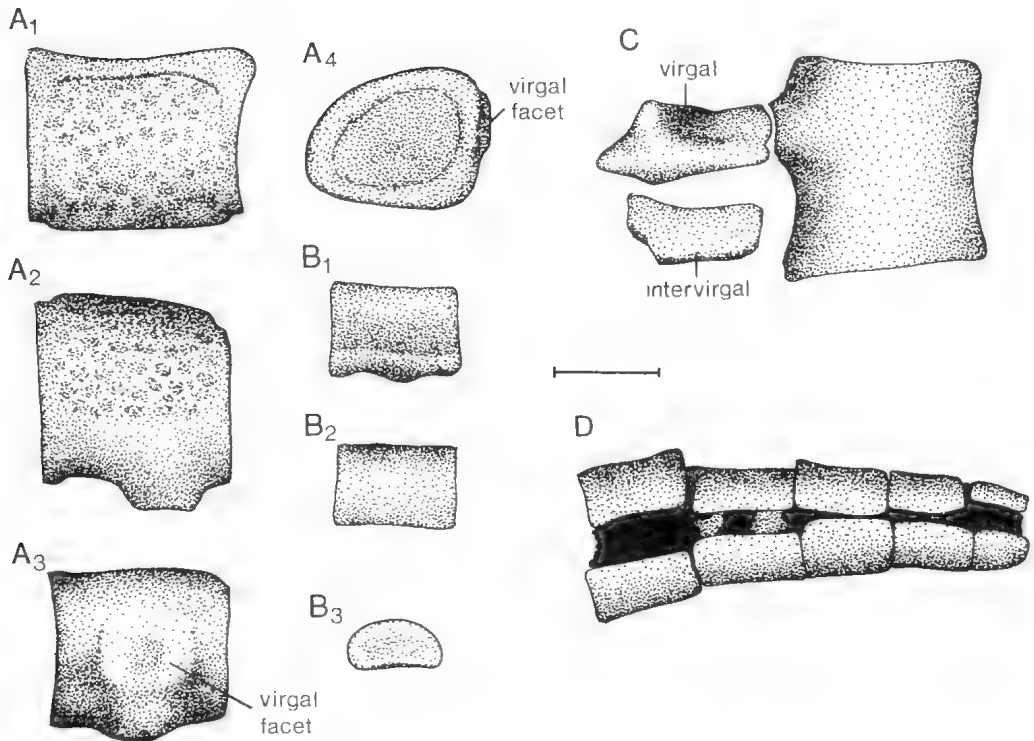 A1
A4
virgal
facet
C
virgal
intervirgal
A2
B1
B2
D
A3
virgal
facet
B3